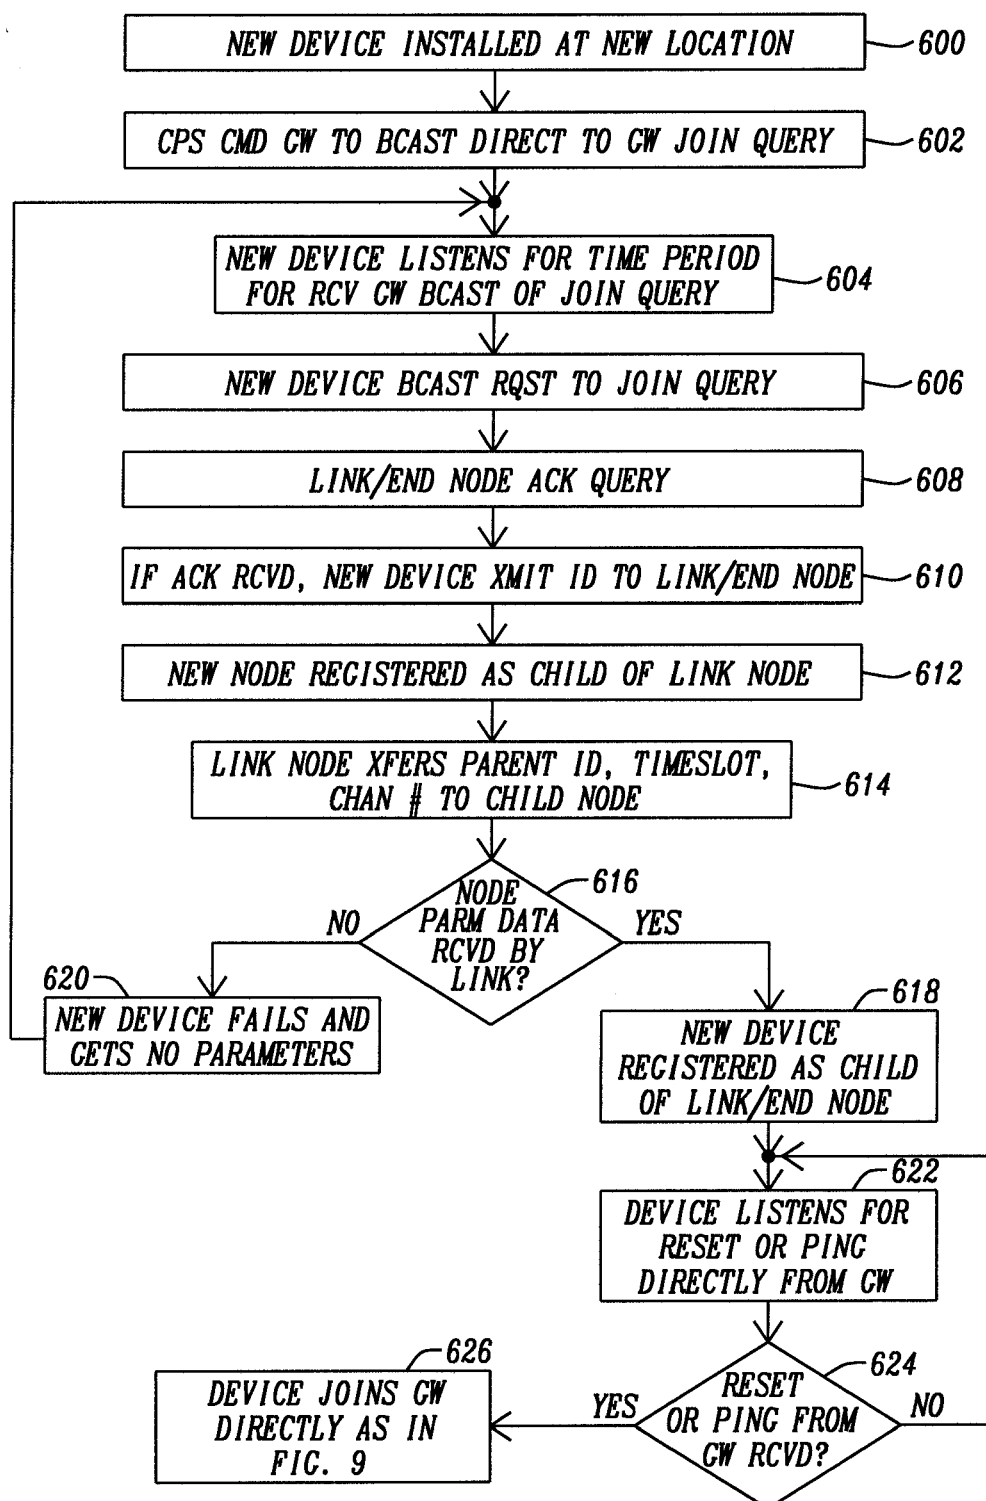 NEW DEVICE INSTALLED AT NEW LOCATION
600
CPS CMD GW TO BCAST DIRECT TO GW JOIN QUERY
602
NEW DEVICE LISTENS FOR TIME PERIOD
FOR RCV GW BCAST OF JOIN QUERY
604
NEW DEVICE BCAST RQST TO JOIN QUERY
606
LINK/END NODE ACK QUERY
608
IF ACK RCVD, NEW DEVICE XMIT ID TO LINK/END NODE
610
NEW NODE REGISTERED AS CHILD OF LINK NODE
612
LINK NODE XFERS PARENT ID, TIMESLOT,
CHAN # TO CHILD NODE
614
NODE
PARM DATA
RCVD BY
LINK?
616
NO
YES
620
NEW DEVICE FAILS AND
GETS NO PARAMETERS
618
NEW DEVICE
REGISTERED AS CHILD
OF LINK/END NODE
622
DEVICE LISTENS FOR
RESET OR PING
DIRECTLY FROM GW
624
RESET
OR PING FROM
GW RCVD?
YES
NO
626
DEVICE JOINS GW
DIRECTLY AS IN
FIG. 9